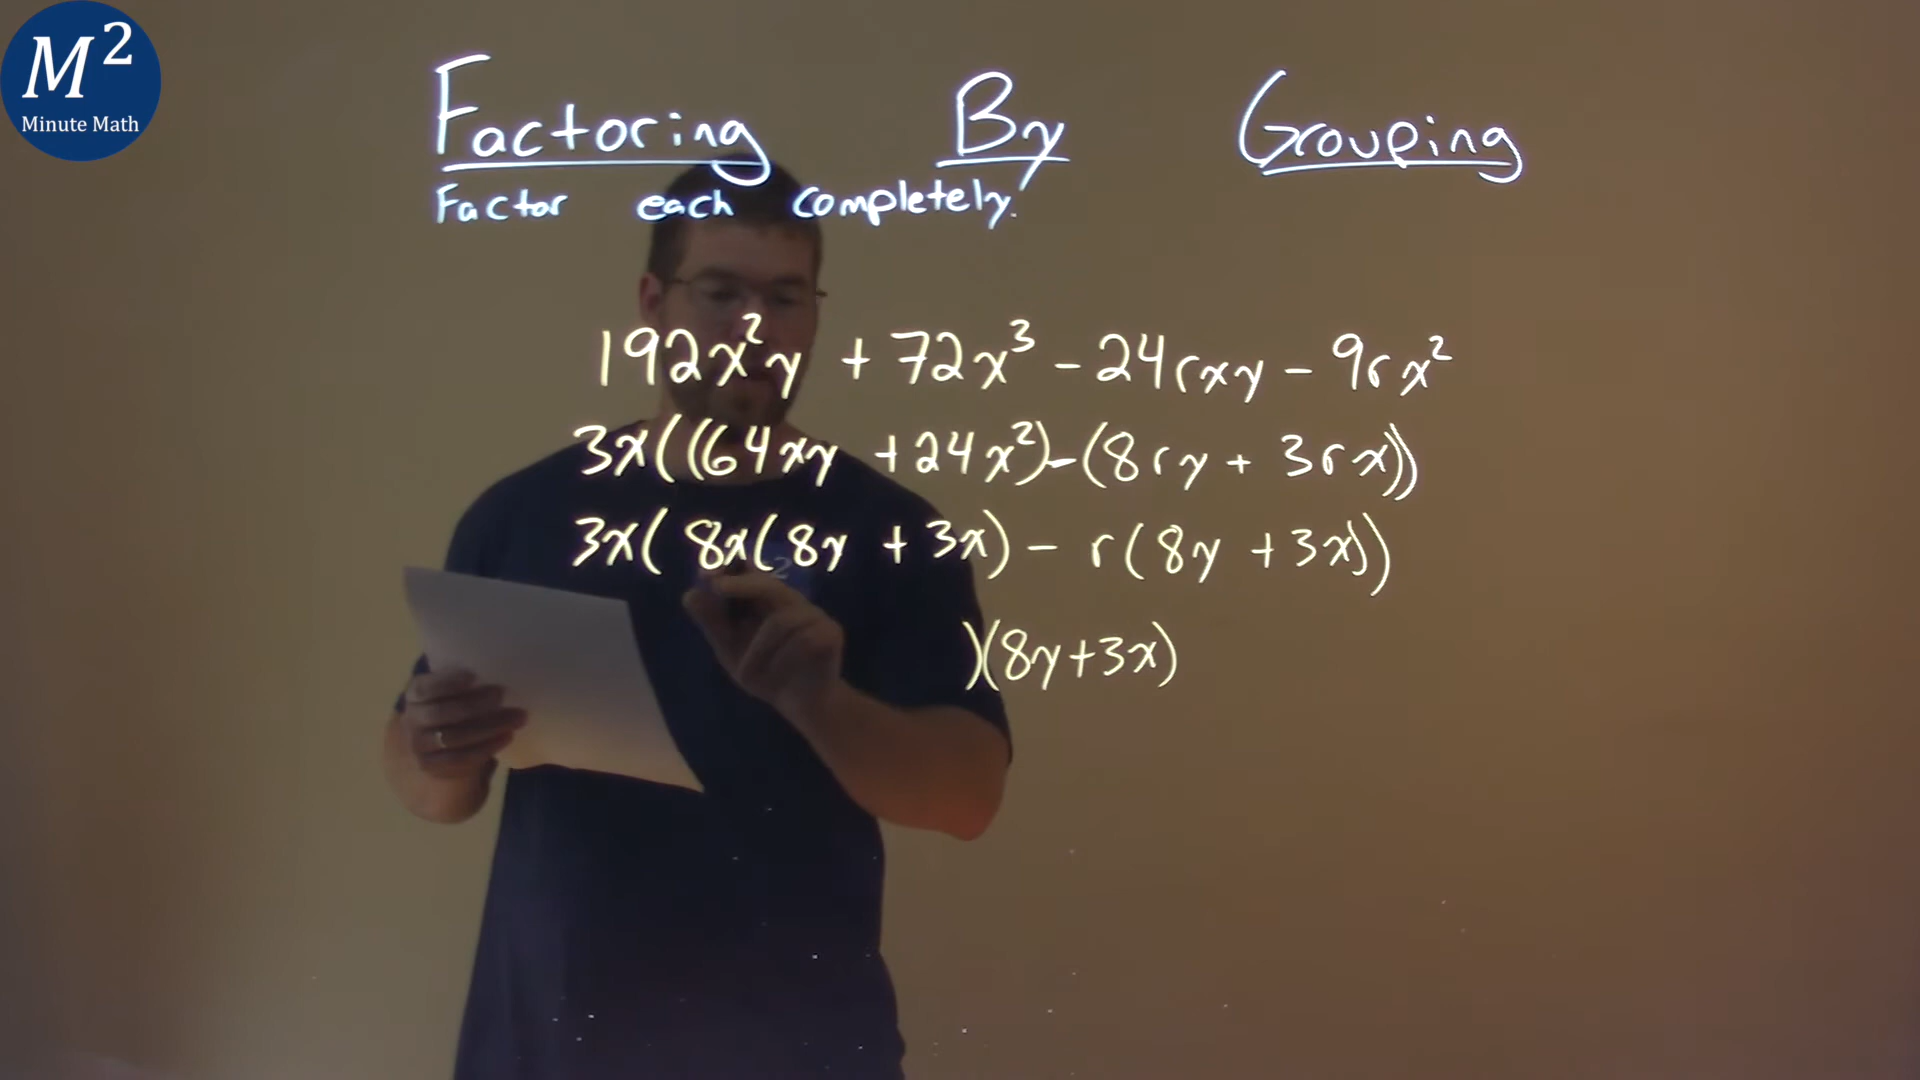 M²
Minute Math
Factoring By Grouping
Factor each completely.
192x²y + 72x³ - 24rxy - 9rx²
3x((64xy + 24x²) - (8ry + 3rx))
3x(8x(8y + 3x) - r(8y + 3x))
)(8y+3x)